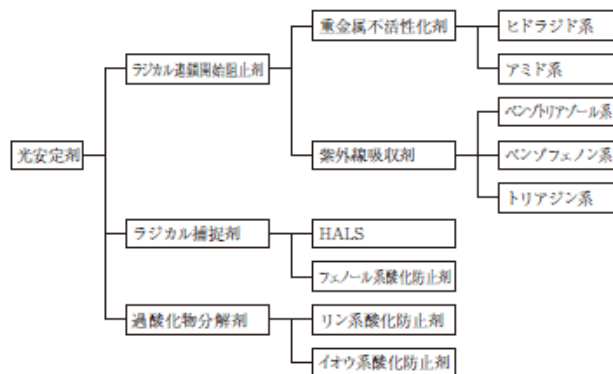 光安定剤
ラジカル連鎖開始阻止剤
重金属不活性化剤
ヒドラジド系
アミド系
紫外線吸収剤
ベンゾトリアゾール系
ベンゾフェノン系
トリアジン系
ラジカル捕捉剤
HALS
フェノール系酸化防止剤
過酸化物分解剤
リン系酸化防止剤
イオウ系酸化防止剤